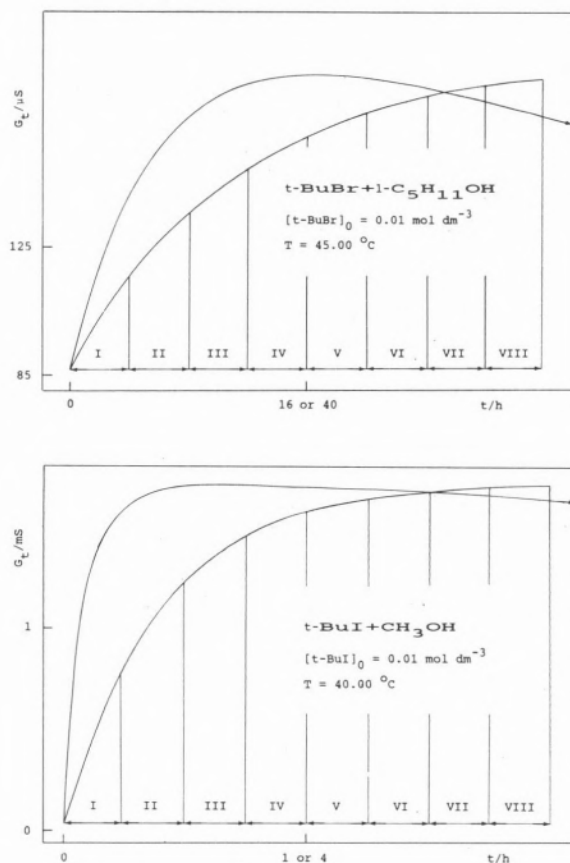 G_t/μS
t-BuBr+1-C₅H₁₁OH
[t-BuBr]₀ = 0.01 mol dm⁻³
125
T = 45.00 °C
I II III IV V VI VII VIII
85
0 16 or 40 t/h
G_t/mS
1
t-BuI+CH₃OH
[t-BuI]₀ = 0.01 mol dm⁻³
T = 40.00 °C
I II III IV V VI VII VIII
0
0 1 or 4 t/h